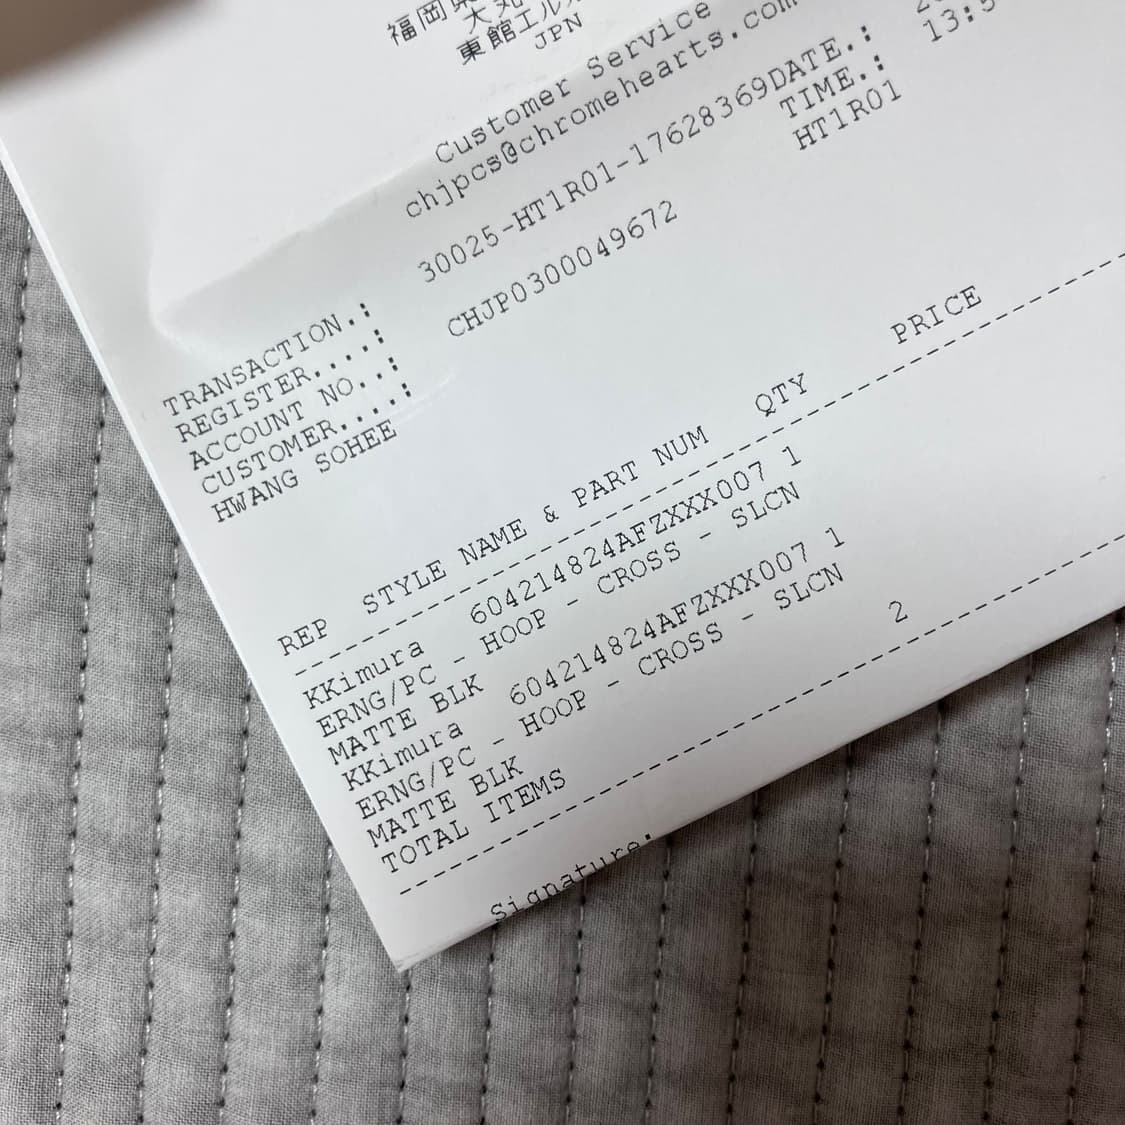 福岡県
大丸
東館エル
JPN
Customer Service
chjpcs@chromehearts.com
TRANSACTION.: 30025-HT1R01-17628369DATE.:
REGISTER....: TIME.: 13:5
ACCOUNT NO..: CHJP0300049672 HT1R01
CUSTOMER....:
HWANG SOHEE
REP STYLE NAME & PART NUM QTY PRICE
KKimura 604214824AFZXXX007 1
ERNG/PC - HOOP - CROSS - SLCN
MATTE BLK
KKimura 604214824AFZXXX007 1
ERNG/PC - HOOP - CROSS - SLCN
MATTE BLK
TOTAL ITEMS 2
Signature: